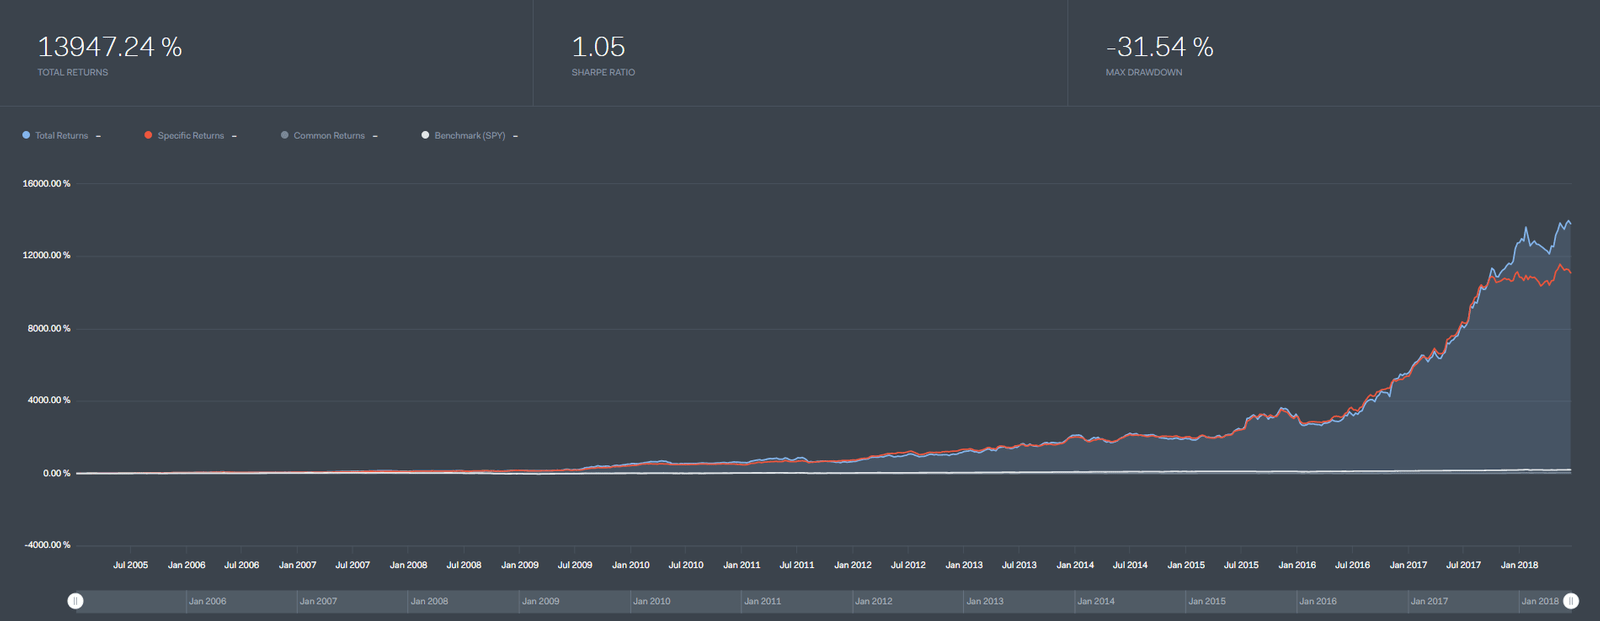 13947.24 % 1.05 -31.54 %
TOTAL RETURNS SHARPE RATIO MAX DRAWDOWN
Total Returns – Specific Returns – Common Returns – Benchmark (SPY) –
16000.00 %
12000.00 %
8000.00 %
4000.00 %
0.00 %
-4000.00 %
Jul 2005 Jan 2006 Jul 2006 Jan 2007 Jul 2007 Jan 2008 Jul 2008 Jan 2009 Jul 2009 Jan 2010 Jul 2010 Jan 2011 Jul 2011 Jan 2012 Jul 2012 Jan 2013 Jul 2013 Jan 2014 Jul 2014 Jan 2015 Jul 2015 Jan 2016 Jul 2016 Jan 2017 Jul 2017 Jan 2018
Jan 2006 Jan 2007 Jan 2008 Jan 2009 Jan 2010 Jan 2011 Jan 2012 Jan 2013 Jan 2014 Jan 2015 Jan 2016 Jan 2017 Jan 2018